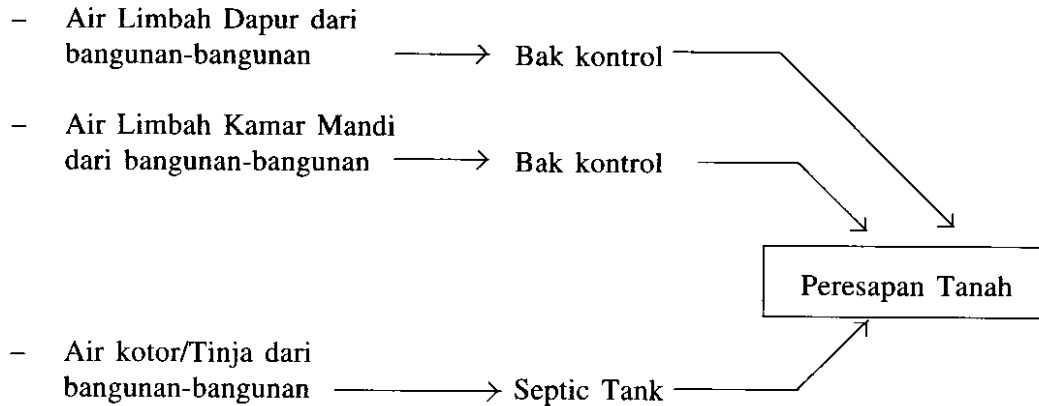 – Air Limbah Dapur dari
bangunan-bangunan Bak kontrol
– Air Limbah Kamar Mandi
dari bangunan-bangunan Bak kontrol
Peresapan Tanah
– Air kotor/Tinja dari
bangunan-bangunan Septic Tank